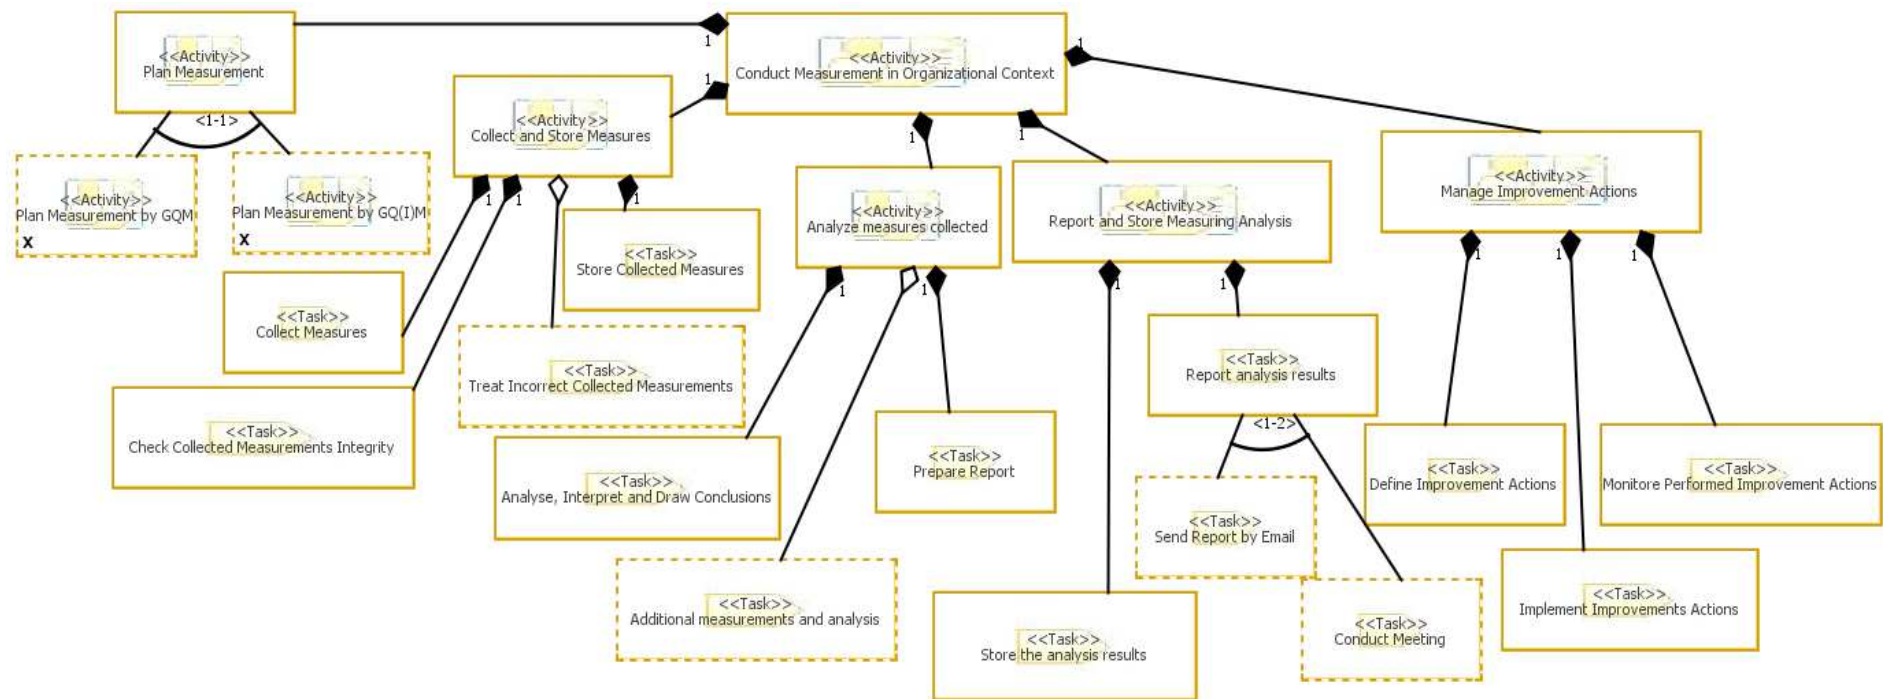 <<Activity>>
Plan Measurement
1
<<Activity>>
Conduct Measurement in Organizational Context
1
1
1
1
<1-1>
<<Activity>>
Plan Measurement by GQM
X
<<Activity>>
Plan Measurement by GQ(I)M
X
<<Activity>>
Collect and Store Measures
1
1
1
<<Task>>
Collect Measures
<<Task>>
Check Collected Measurements Integrity
<<Task>>
Treat Incorrect Collected Measurements
<<Task>>
Store Collected Measures
<<Activity>>
Analyze measures collected
1
1
<<Task>>
Analyse, Interpret and Draw Conclusions
<<Task>>
Additional measurements and analysis
<<Task>>
Prepare Report
<<Activity>>
Report and Store Measuring Analysis
1
1
<<Task>>
Store the analysis results
<<Task>>
Report analysis results
<1-2>
<<Task>>
Send Report by Email
<<Task>>
Conduct Meeting
<<Activity>>
Manage Improvement Actions
1
1
1
<<Task>>
Define Improvement Actions
<<Task>>
Implement Improvements Actions
<<Task>>
Monitore Performed Improvement Actions